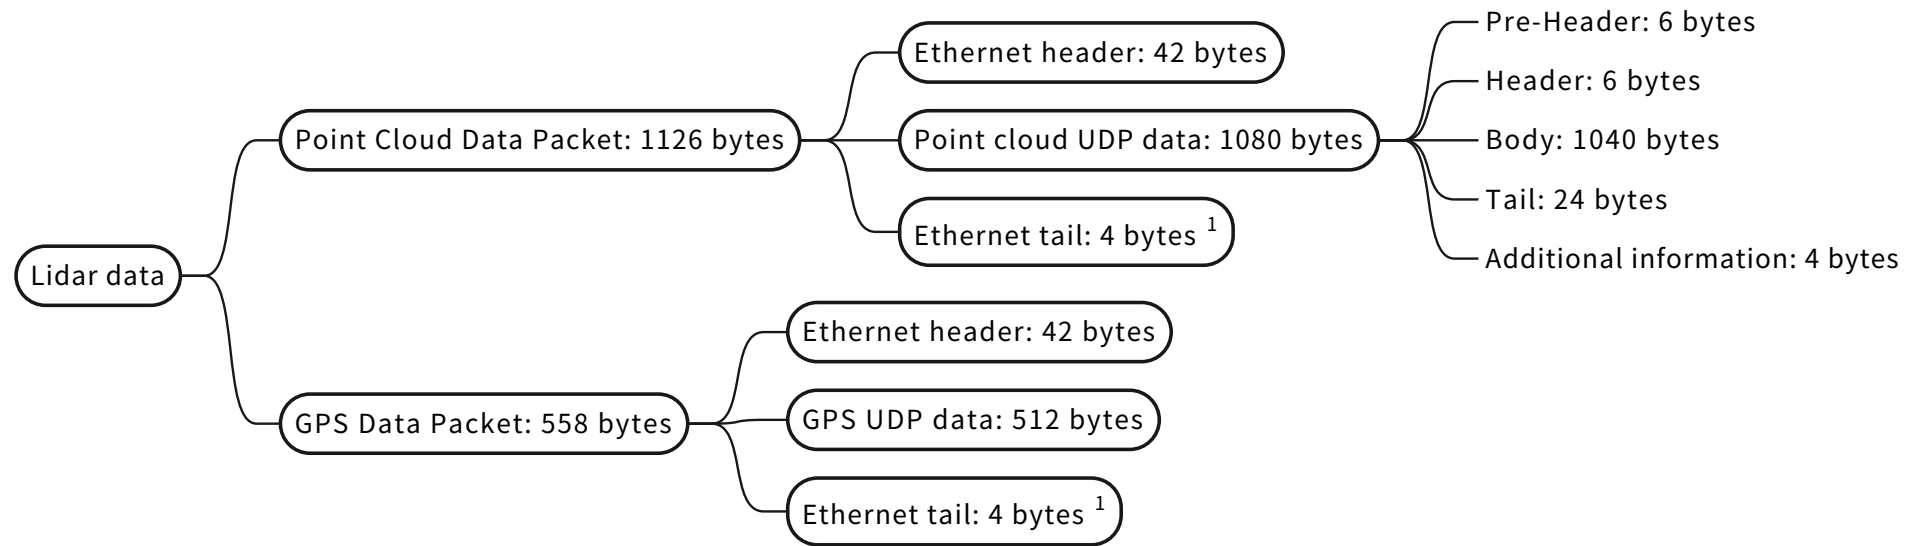 Lidar data
Point Cloud Data Packet: 1126 bytes
Ethernet header: 42 bytes
Point cloud UDP data: 1080 bytes
Pre-Header: 6 bytes
Header: 6 bytes
Body: 1040 bytes
Tail: 24 bytes
Additional information: 4 bytes
Ethernet tail: 4 bytes 1
GPS Data Packet: 558 bytes
Ethernet header: 42 bytes
GPS UDP data: 512 bytes
Ethernet tail: 4 bytes 1